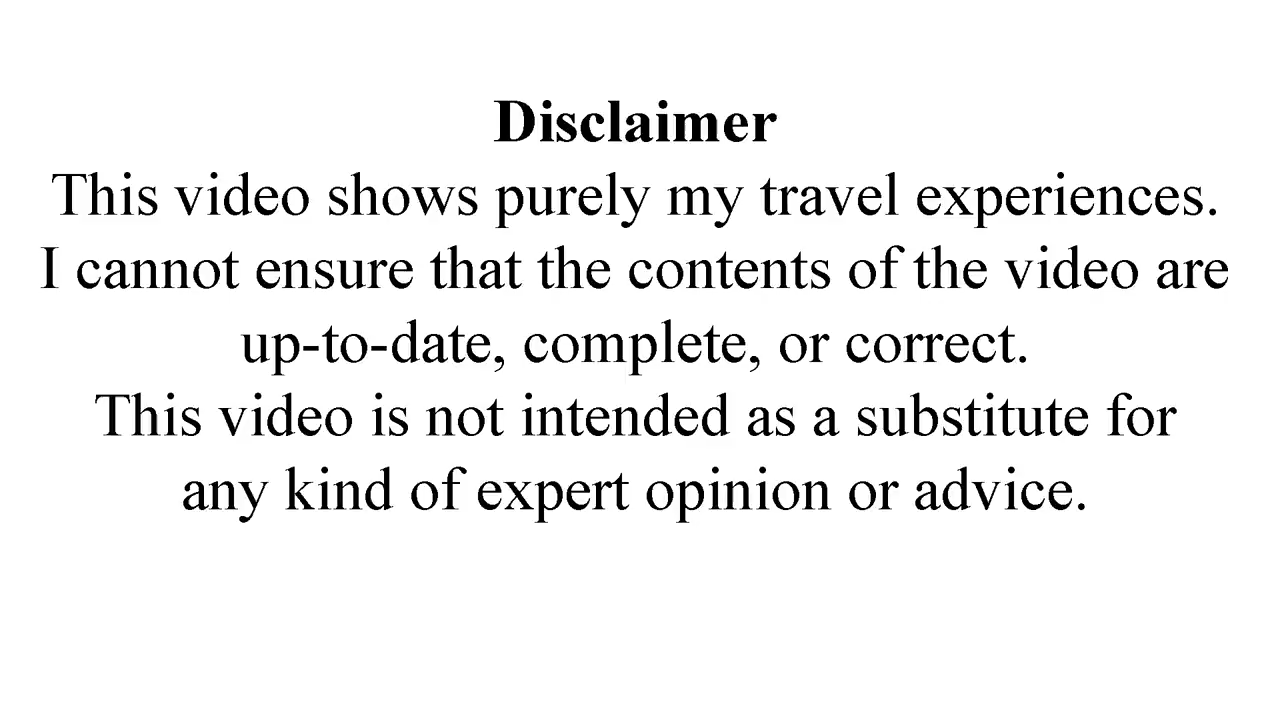 Disclaimer
This video shows purely my travel experiences.
I cannot ensure that the contents of the video are
up-to-date, complete, or correct.
This video is not intended as a substitute for
any kind of expert opinion or advice.